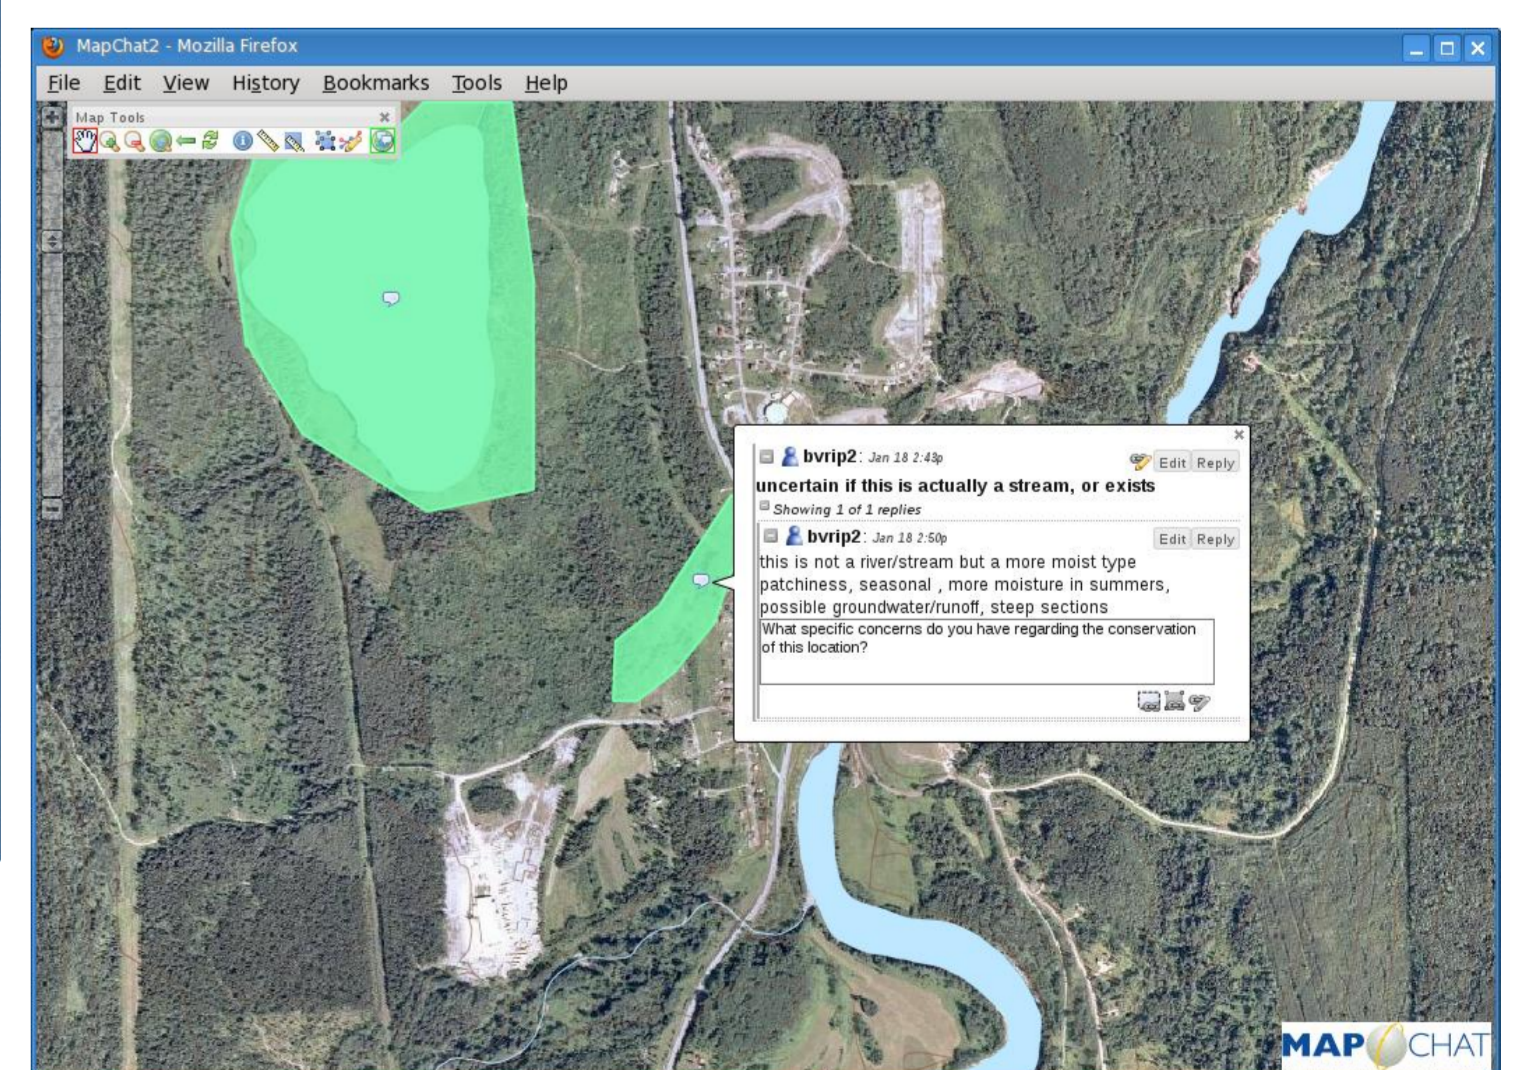 MapChat2 - Mozilla Firefox
File Edit View History Bookmarks Tools Help
Map Tools
bvrip2: Jan 18 2:43p
Edit Reply
uncertain if this is actually a stream, or exists
Showing 1 of 1 replies
bvrip2: Jan 18 2:50p
Edit Reply
this is not a river/stream but a more moist type
patchiness, seasonal , more moisture in summers,
possible groundwater/runoff, steep sections
What specific concerns do you have regarding the conservation
of this location?
MAP CHAT